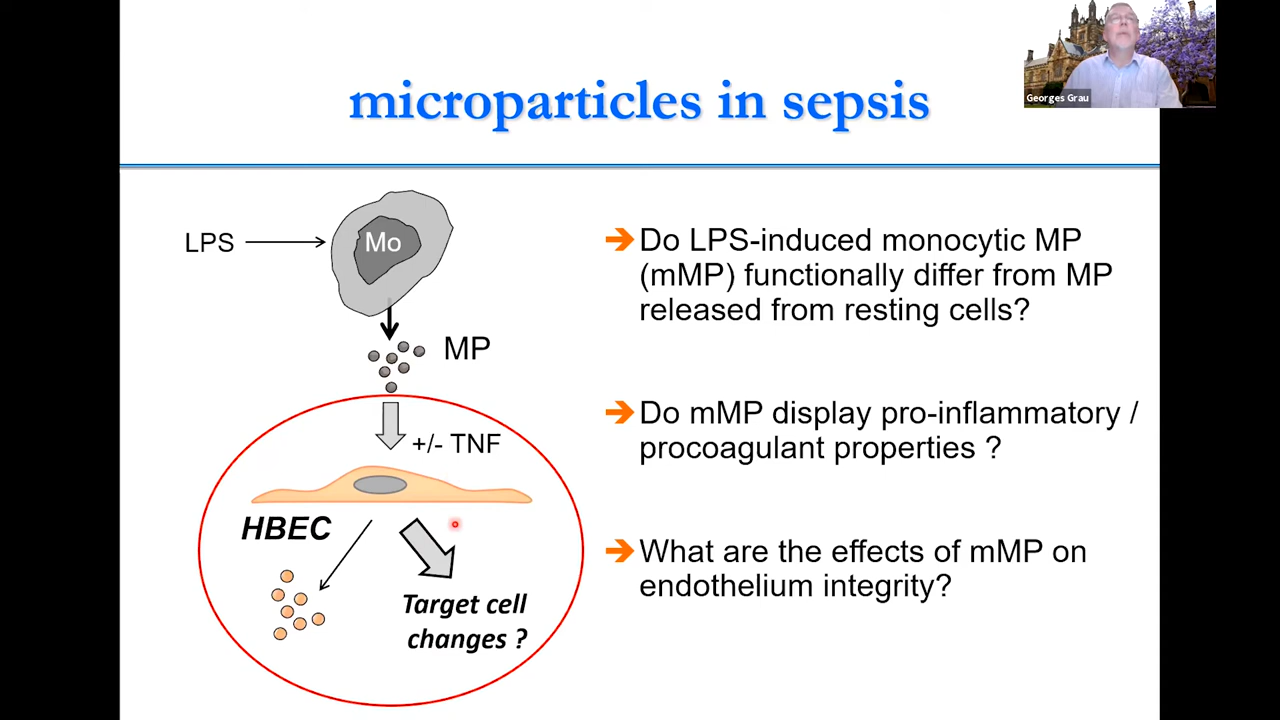 Georges Grau
microparticles in sepsis
LPS
Mo
MP
+/- TNF
HBEC
Target cell
changes ?
➔ Do LPS-induced monocytic MP
(mMP) functionally differ from MP
released from resting cells?
➔ Do mMP display pro-inflammatory /
procoagulant properties ?
➔ What are the effects of mMP on
endothelium integrity?